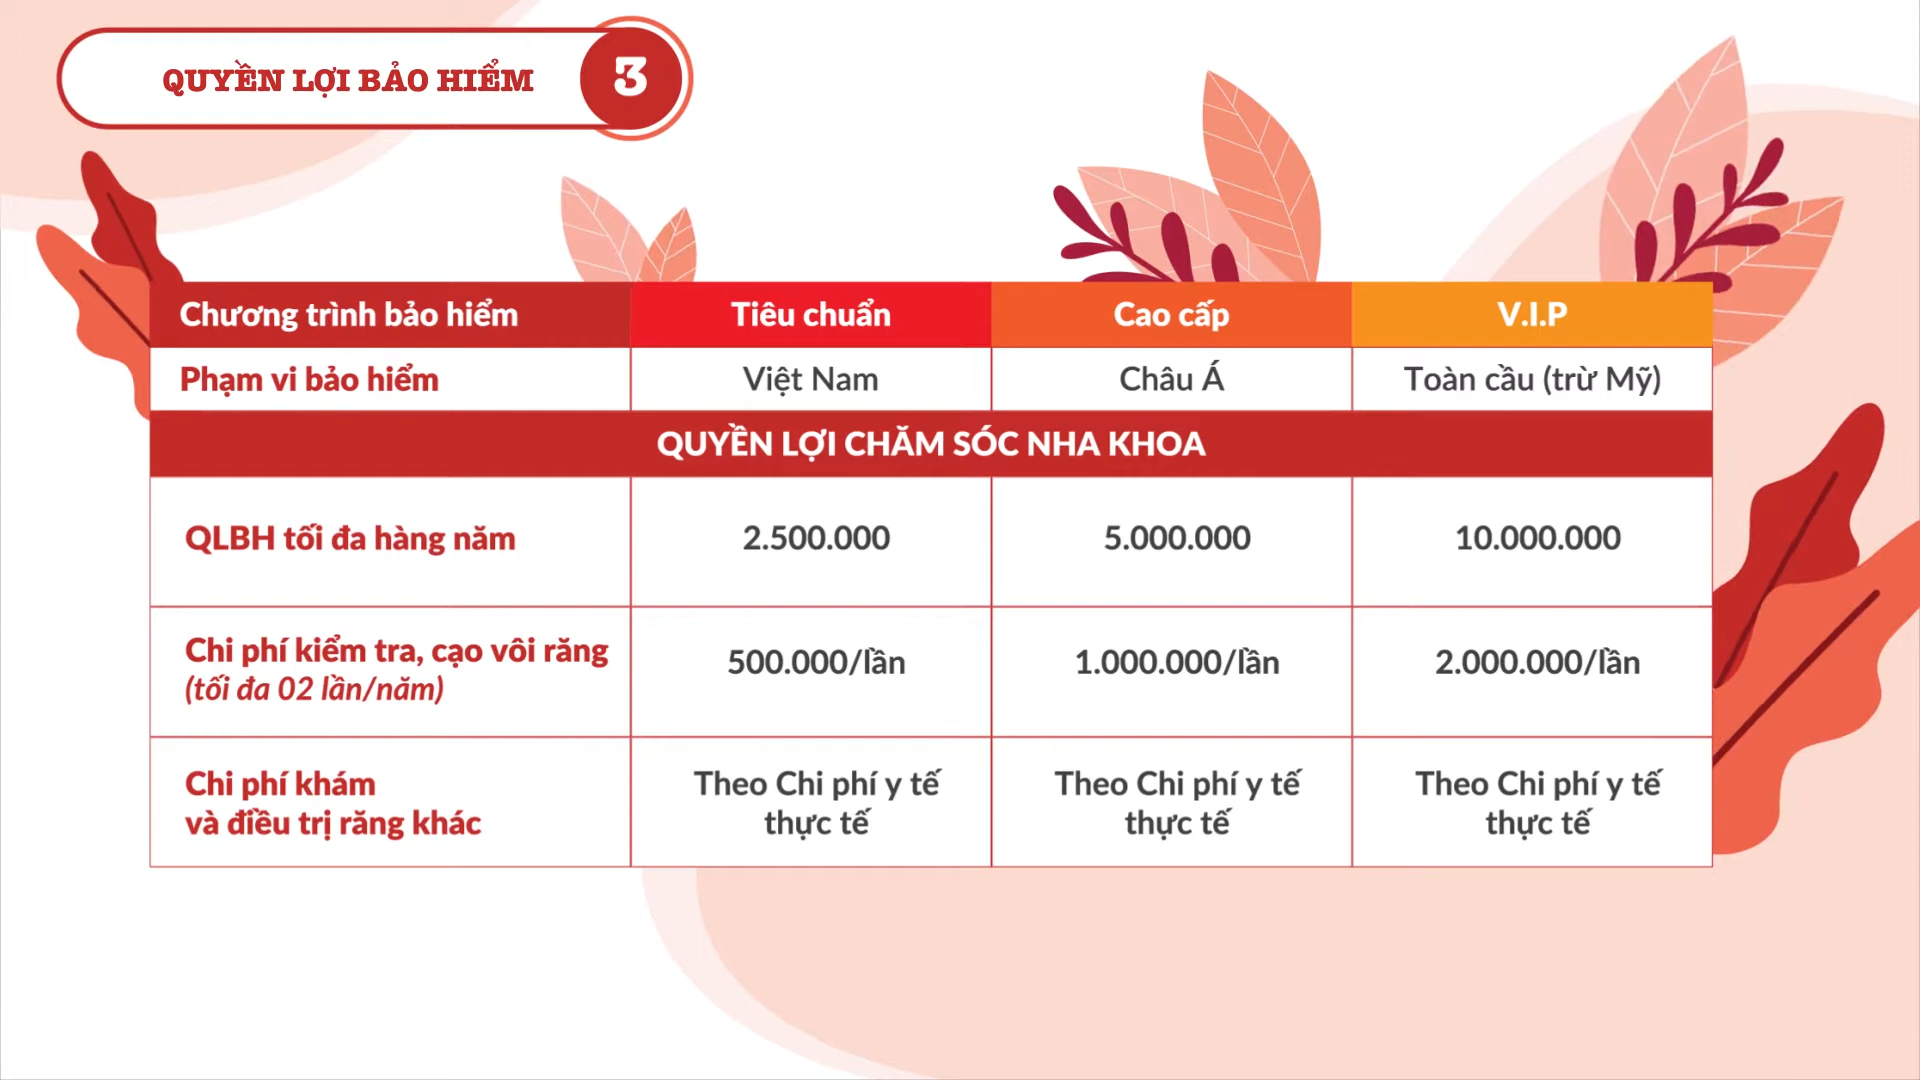 QUYỀN LỢI BẢO HIỂM 3
Chương trình bảo hiểm Tiêu chuẩn Cao cấp V.I.P
Phạm vi bảo hiểm Việt Nam Châu Á Toàn cầu (trừ Mỹ)
QUYỀN LỢI CHĂM SÓC NHA KHOA
QLBH tối đa hàng năm 2.500.000 5.000.000 10.000.000
Chi phí kiểm tra, cạo vôi răng 500.000/lần 1.000.000/lần 2.000.000/lần
(tối đa 02 lần/năm)
Chi phí khám Theo Chi phí y tế Theo Chi phí y tế Theo Chi phí y tế
và điều trị răng khác thực tế thực tế thực tế